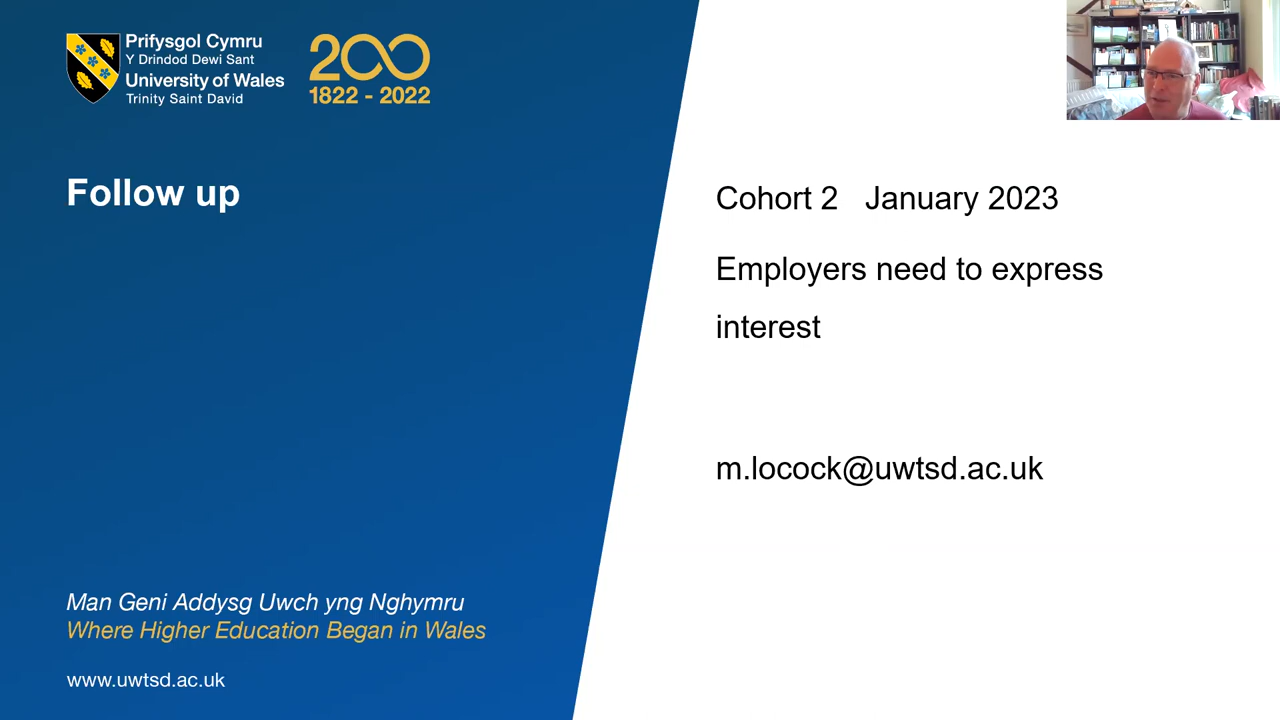 Prifysgol Cymru
Y Drindod Dewi Sant
University of Wales
Trinity Saint David
200
1822 - 2022
Follow up
Cohort 2 January 2023
Employers need to express
interest
m.locock@uwtsd.ac.uk
Man Geni Addysg Uwch yng Nghymru
Where Higher Education Began in Wales
www.uwtsd.ac.uk